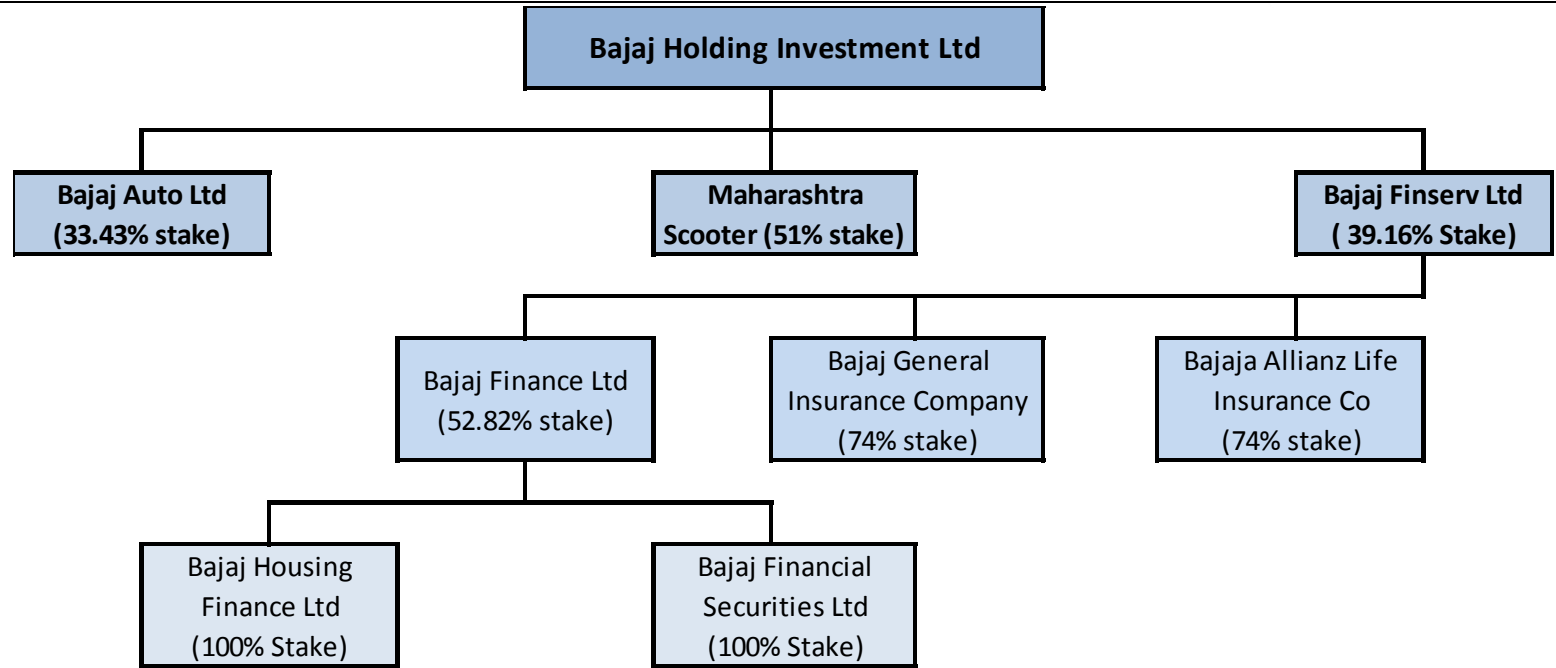 Bajaj Holding Investment Ltd
Bajaj Auto Ltd
(33.43% stake)
Maharashtra
Scooter (51% stake)
Bajaj Finserv Ltd
( 39.16% Stake)
Bajaj Finance Ltd
(52.82% stake)
Bajaj General
Insurance Company
(74% stake)
Bajaja Allianz Life
Insurance Co
(74% stake)
Bajaj Housing
Finance Ltd
(100% Stake)
Bajaj Financial
Securities Ltd
(100% Stake)